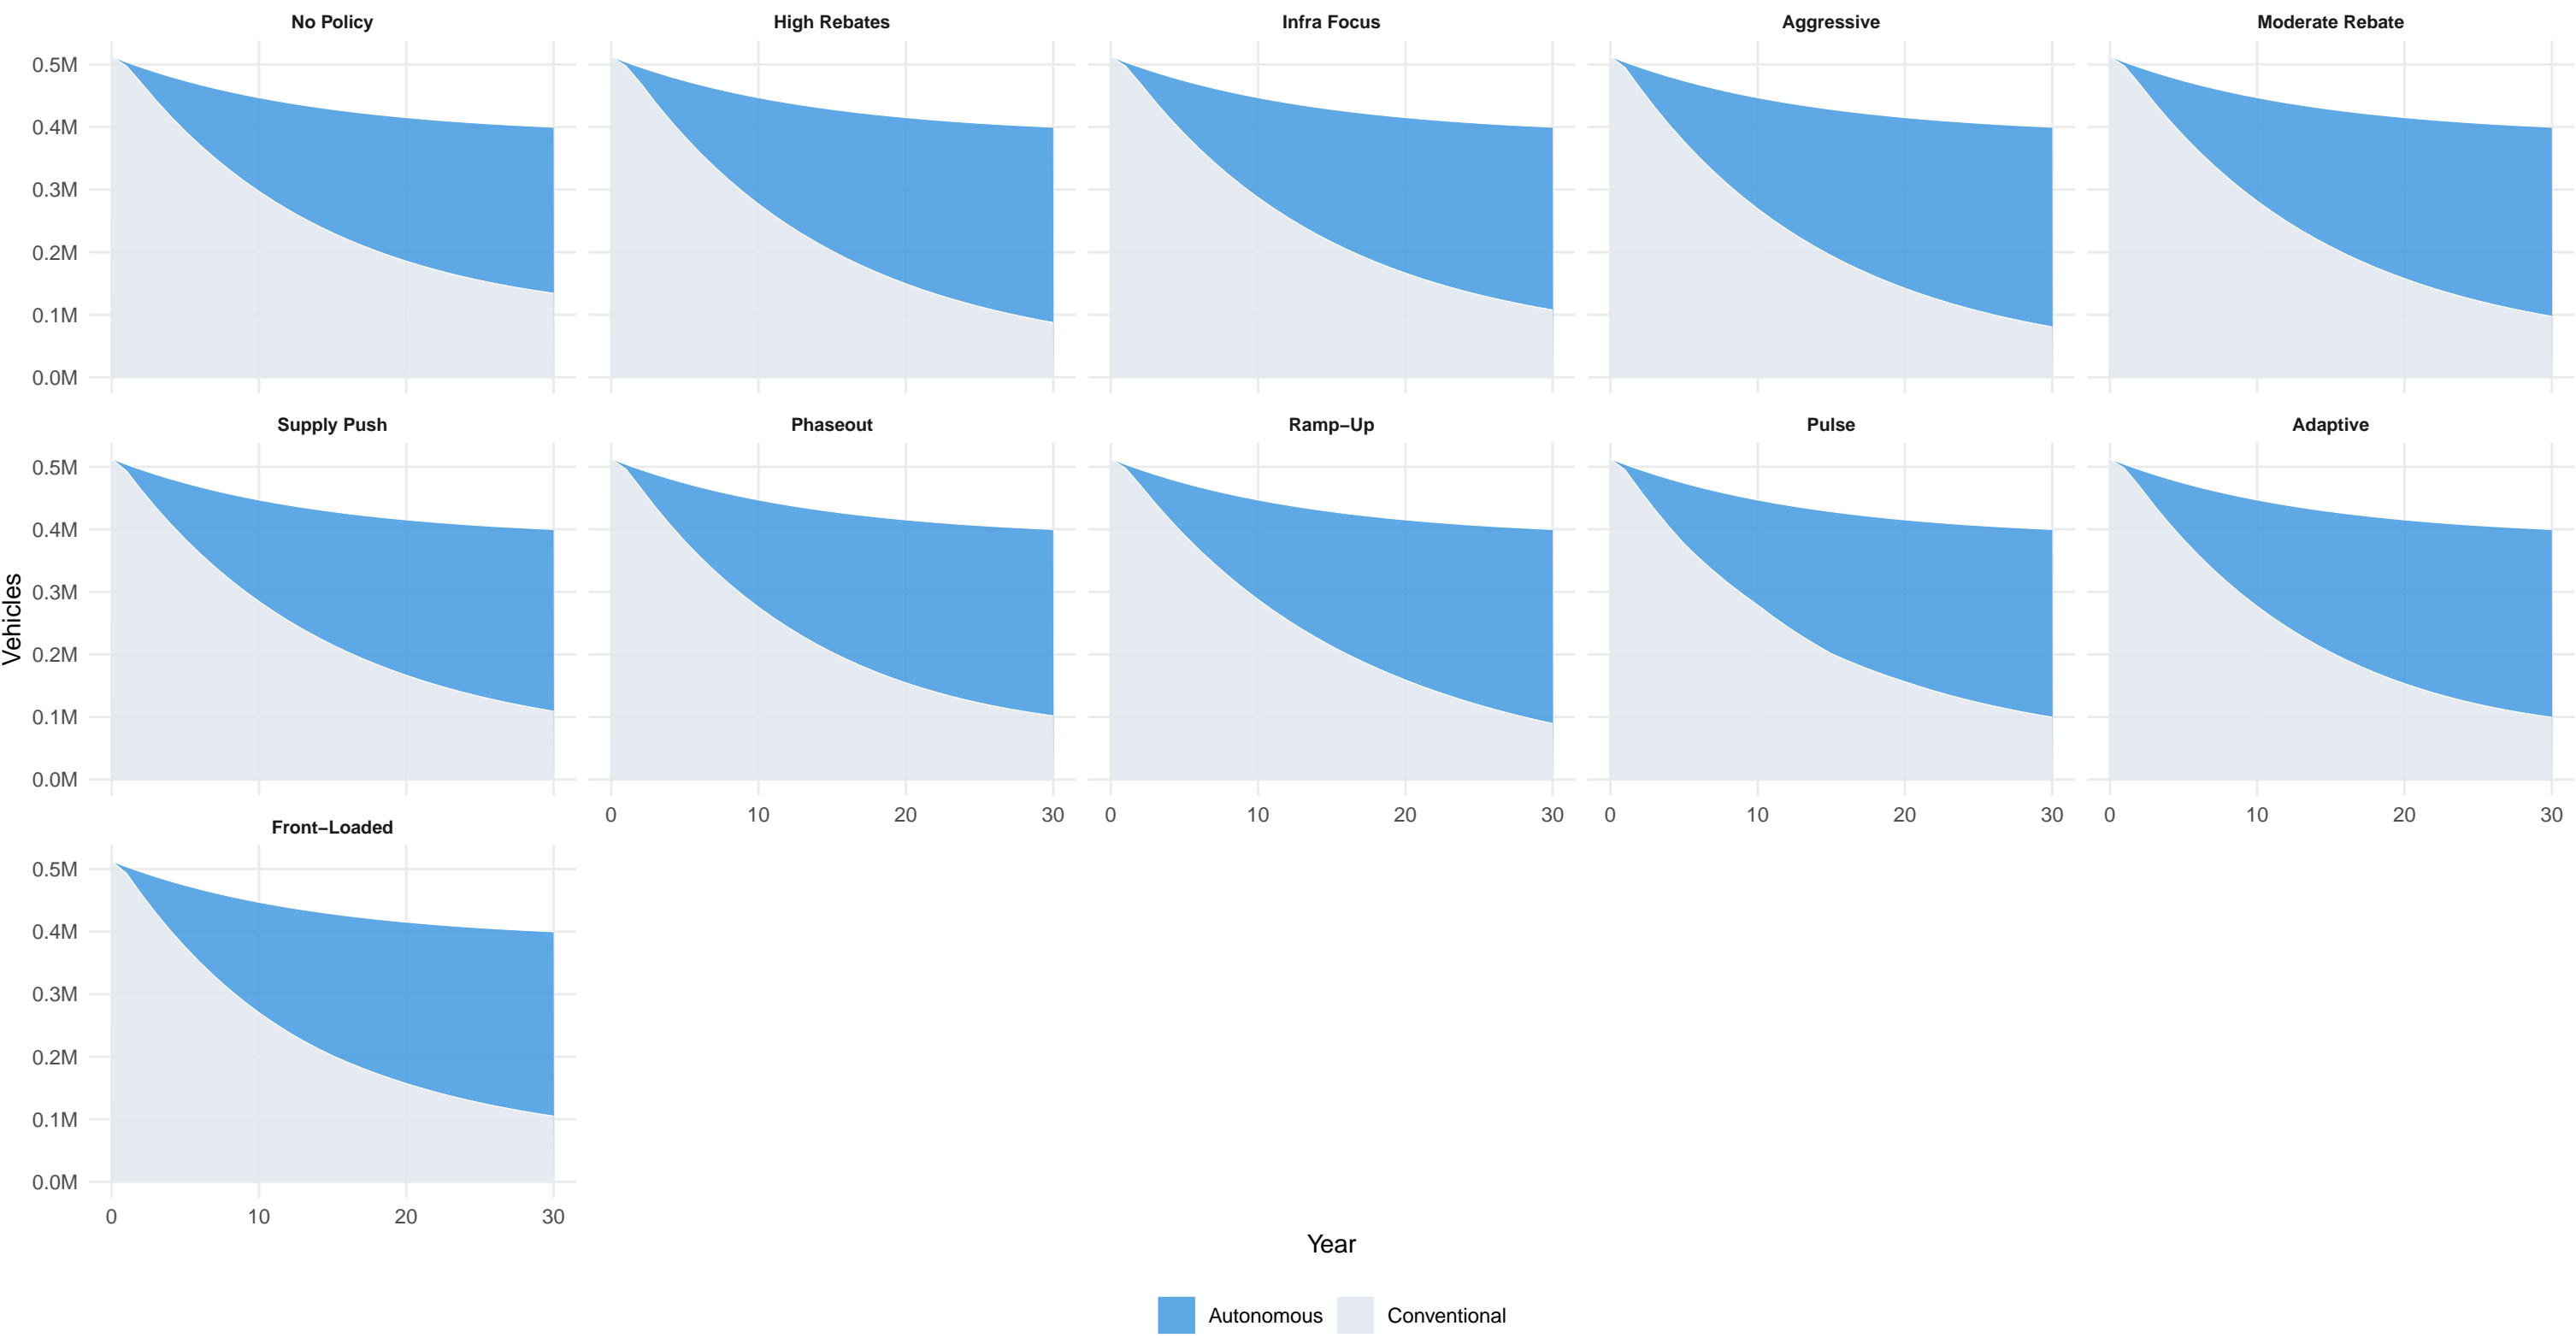 No Policy High Rebates Infra Focus Aggressive Moderate Rebate
0.5M
0.4M
0.3M
0.2M
0.1M
0.0M
Supply Push Phaseout Ramp−Up Pulse Adaptive
0.5M
0.4M
0.3M
0.2M
0.1M
0.0M
0 10 20 30 0 10 20 30 0 10 20 30 0 10 20 30
Front−Loaded
0.5M
0.4M
0.3M
0.2M
0.1M
0.0M
0 10 20 30
Vehicles
Year
Autonomous Conventional